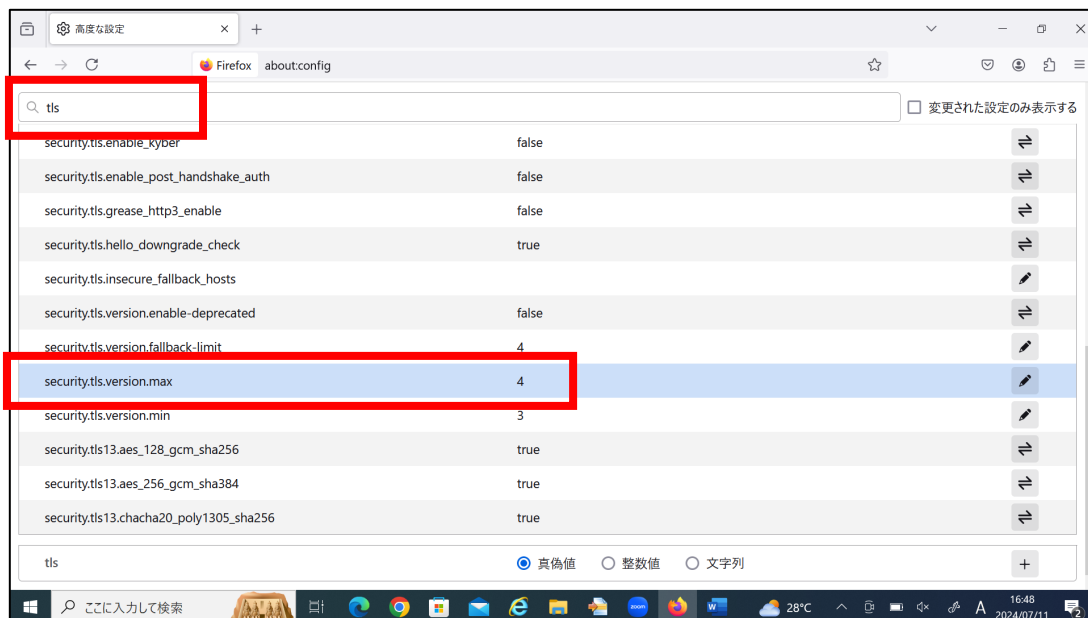 高度な設定
Firefox about:config
tls 変更された設定のみ表示する
security.tls.enable_kyber false
security.tls.enable_post_handshake_auth false
security.tls.grease_http3_enable false
security.tls.hello_downgrade_check true
security.tls.insecure_fallback_hosts
security.tls.version.enable-deprecated false
security.tls.version.fallback-limit 4
security.tls.version.max 4
security.tls.version.min 3
security.tls13.aes_128_gcm_sha256 true
security.tls13.aes_256_gcm_sha384 true
security.tls13.chacha20_poly1305_sha256 true
tls 真偽値 整数値 文字列
ここに入力して検索 zoom 28°C A 16:48
2024/07/11 2